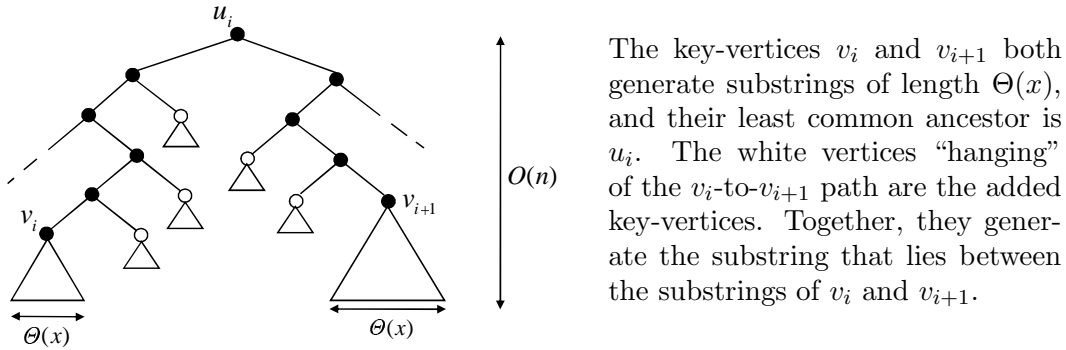 u_i
v_i
v_{i+1}
O(n)
Θ(x)
Θ(x)
The key-vertices v_i and v_{i+1} both
generate substrings of length Θ(x),
and their least common ancestor is
u_i. The white vertices “hanging”
of the v_i-to-v_{i+1} path are the added
key-vertices. Together, they gener-
ate the substring that lies between
the substrings of v_i and v_{i+1}.